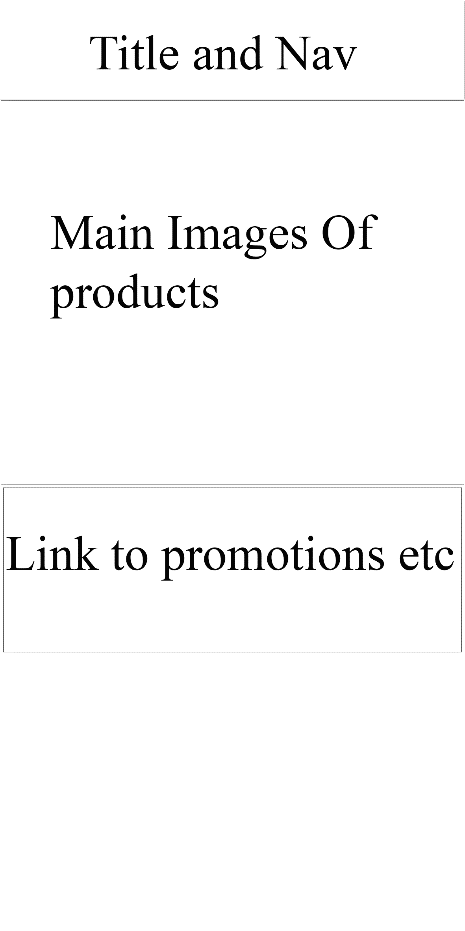 Title and Nav
Main Images Of
products
Link to promotions etc